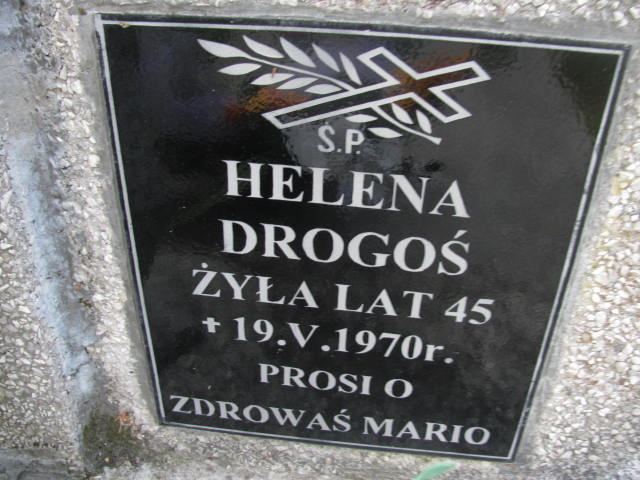 Ś.P.
HELENA
DROGOŚ
ŻYŁA LAT 45
† 19.V.1970r.
PROSI O
ZDROWAŚ MARIO